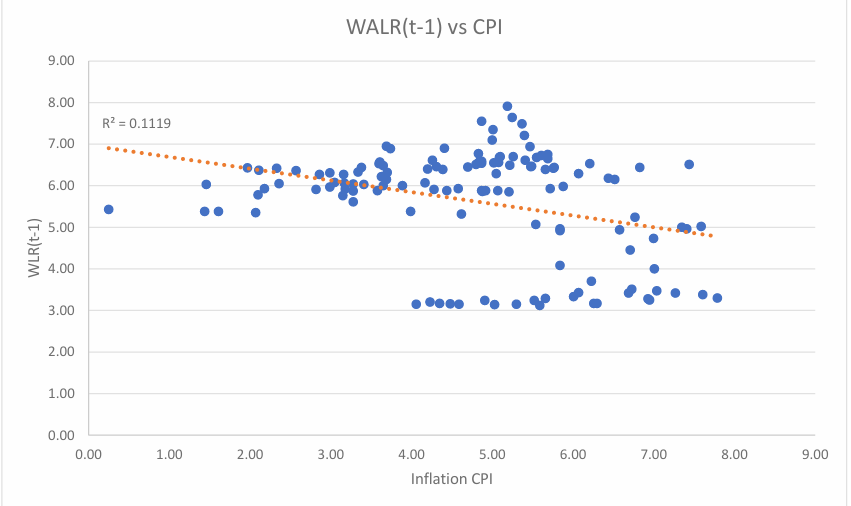 WALR(t-1) vs CPI
9.00
8.00
7.00
6.00
5.00
4.00
3.00
2.00
1.00
0.00
R² = 0.1119
WLR(t-1)
0.00 1.00 2.00 3.00 4.00 5.00 6.00 7.00 8.00 9.00
Inflation CPI